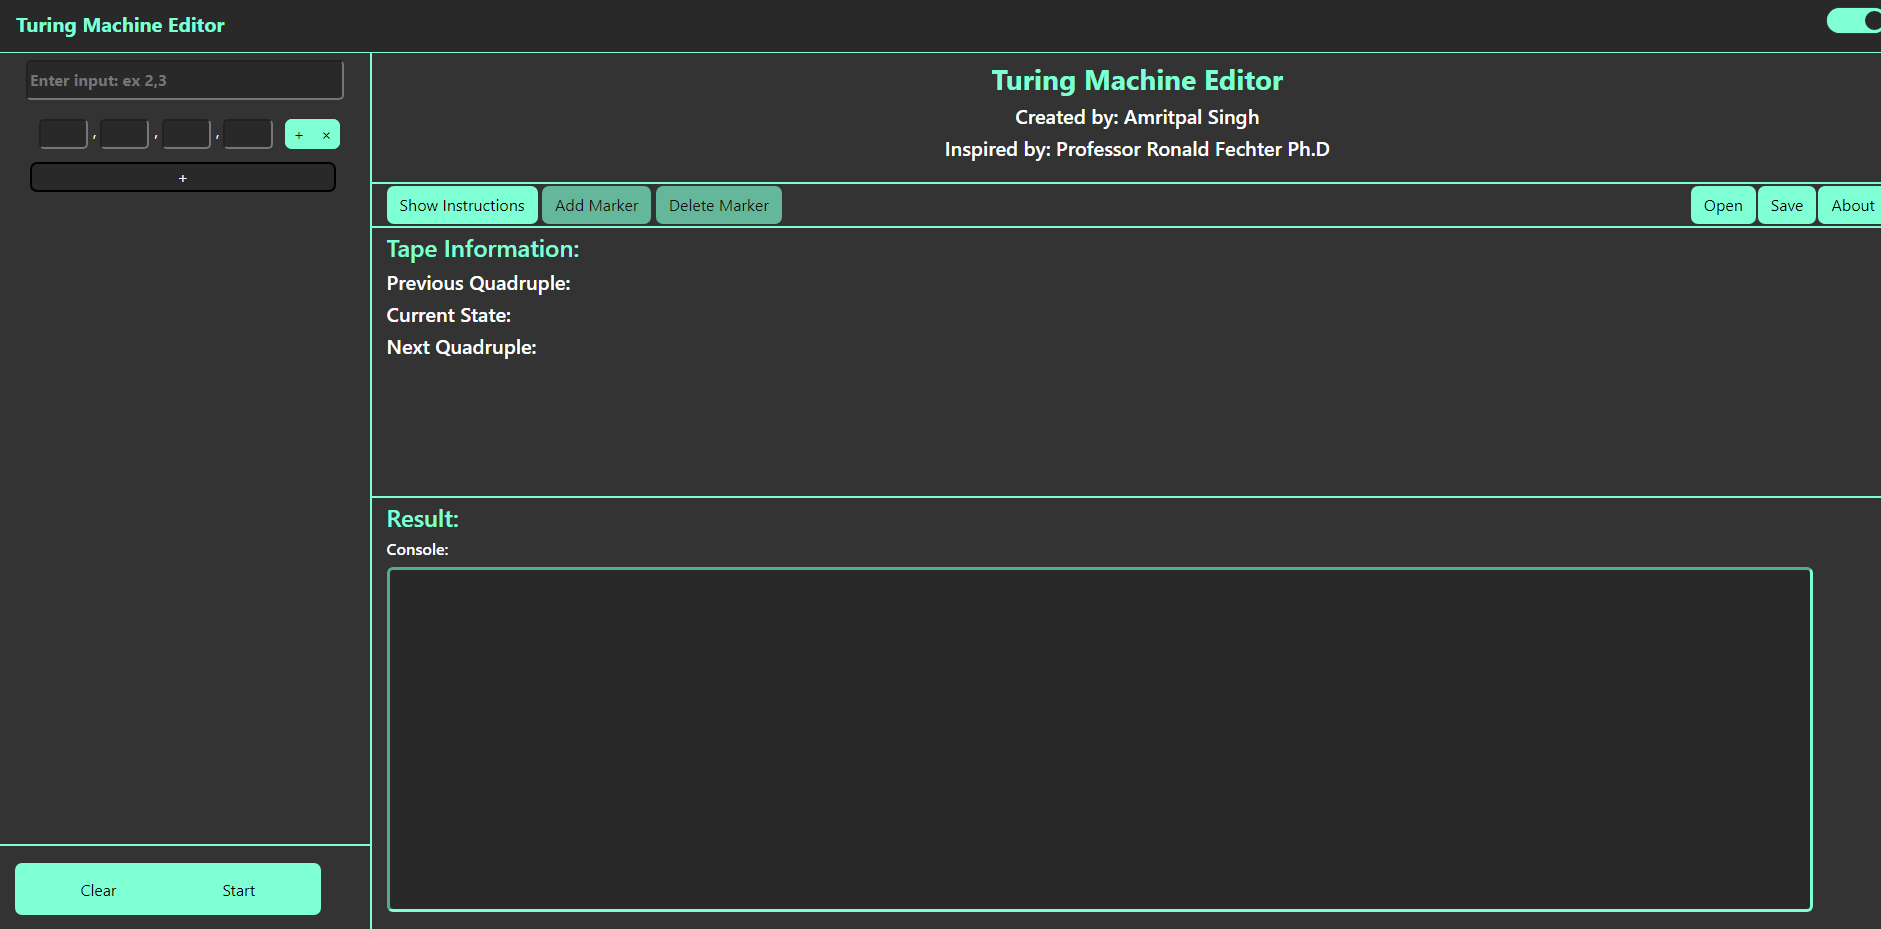 Turing Machine Editor
Enter input: ex 2,3
, , , + ×
+
Clear Start
Turing Machine Editor
Created by: Amritpal Singh
Inspired by: Professor Ronald Fechter Ph.D
Show Instructions Add Marker Delete Marker Open Save About
Tape Information:
Previous Quadruple:
Current State:
Next Quadruple:
Result:
Console: